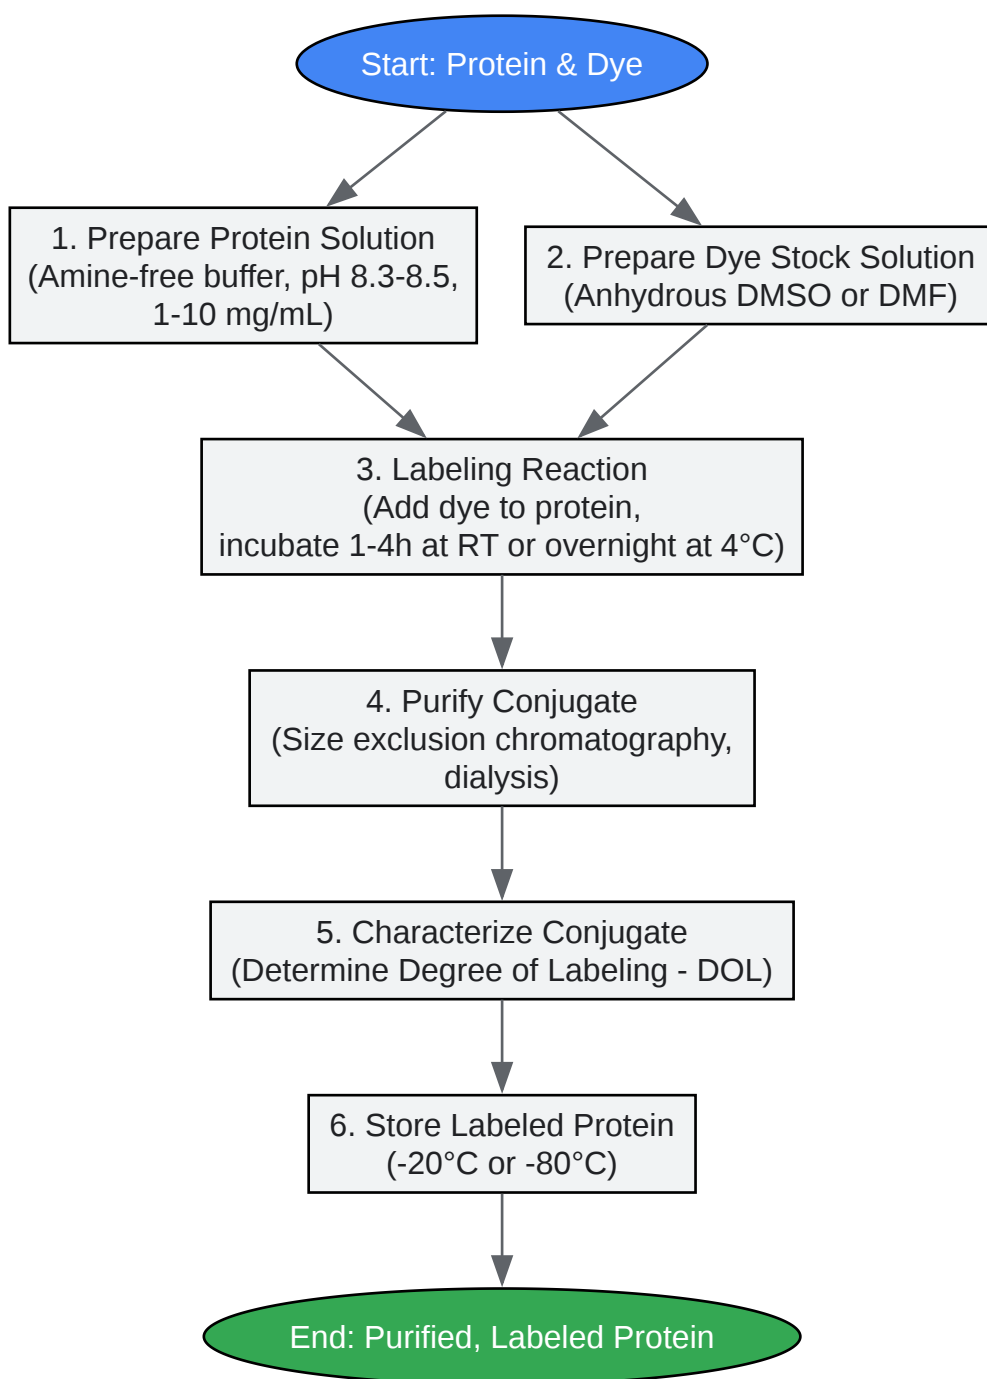 Start: Protein & Dye
1. Prepare Protein Solution
(Amine-free buffer, pH 8.3-8.5,
1-10 mg/mL)
2. Prepare Dye Stock Solution
(Anhydrous DMSO or DMF)
3. Labeling Reaction
(Add dye to protein,
incubate 1-4h at RT or overnight at 4°C)
4. Purify Conjugate
(Size exclusion chromatography,
dialysis)
5. Characterize Conjugate
(Determine Degree of Labeling - DOL)
6. Store Labeled Protein
(-20°C or -80°C)
End: Purified, Labeled Protein